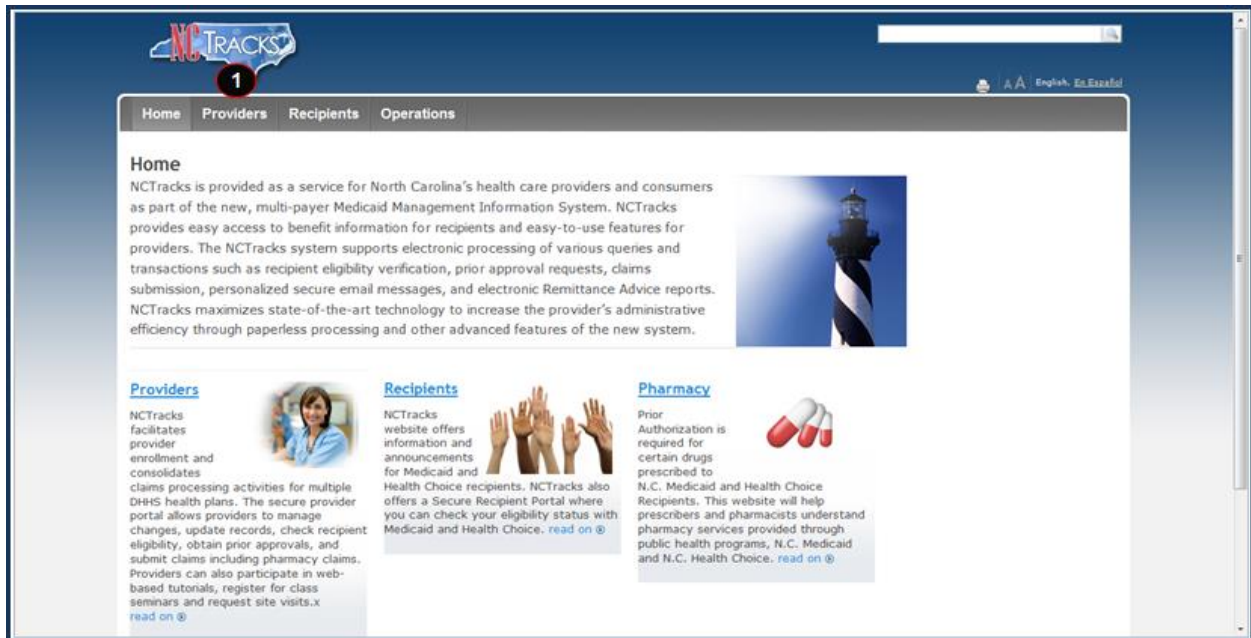 NCTRACKS
1
A A English, En Español
Home Providers Recipients Operations
Home
NCTracks is provided as a service for North Carolina's health care providers and consumers
as part of the new, multi-payer Medicaid Management Information System. NCTracks
provides easy access to benefit information for recipients and easy-to-use features for
providers. The NCTracks system supports electronic processing of various queries and
transactions such as recipient eligibility verification, prior approval requests, claims
submission, personalized secure email messages, and electronic Remittance Advice reports.
NCTracks maximizes state-of-the-art technology to increase the provider's administrative
efficiency through paperless processing and other advanced features of the new system.
Providers
NCTracks
facilitates
provider
enrollment and
consolidates
claims processing activities for multiple
DHHS health plans. The secure provider
portal allows providers to manage
changes, update records, check recipient
eligibility, obtain prior approvals, and
submit claims including pharmacy claims.
Providers can also participate in web-
based tutorials, register for class
seminars and request site visits.x
read on
Recipients
NCTracks
website offers
information and
announcements
for Medicaid and
Health Choice recipients. NCTracks also
offers a Secure Recipient Portal where
you can check your eligibility status with
Medicaid and Health Choice. read on
Pharmacy
Prior
Authorization is
required for
certain drugs
prescribed to
N.C. Medicaid and Health Choice
Recipients. This website will help
prescribers and pharmacists understand
pharmacy services provided through
public health programs, N.C. Medicaid
and N.C. Health Choice. read on